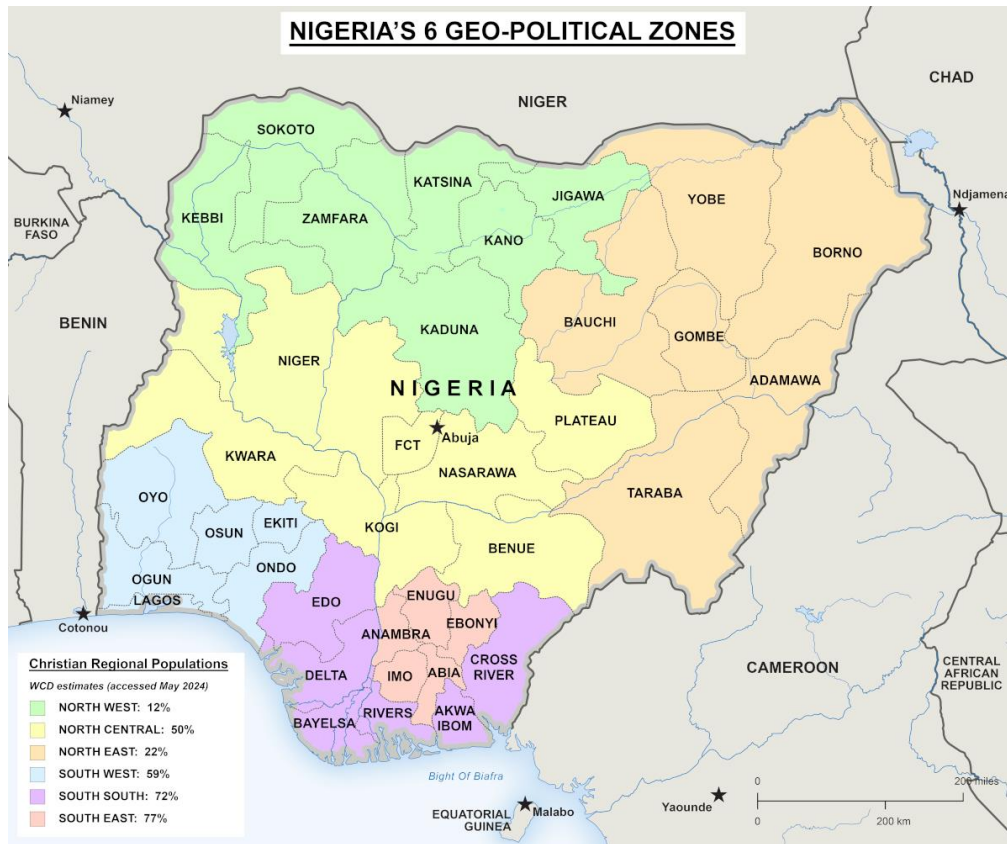 NIGERIA'S 6 GEO-POLITICAL ZONES
CHAD
Niamey
NIGER
SOKOTO
KATSINA
JIGAWA
YOBE
Ndjamena
KEBBI
ZAMFARA
BURKINA
FASO
KANO
BORNO
BENIN
BAUCHI
KADUNA
GOMBE
NIGER
ADAMAWA
NIGERIA
PLATEAU
FCT
Abuja
KWARA
NASARAWA
OYO
TARABA
KOGI
OSUN
EKITI
BENUE
ONDO
OGUN
LAGOS
EDO
ENUGU
Cotonou
ANAMBRA
EBONYI
CROSS
RIVER
DELTA
IMO
ABIA
CAMEROON
CENTRAL
AFRICAN
REPUBLIC
BAYELSA
RIVERS
AKWA
IBOM
Christian Regional Populations
WCD estimates (accessed May 2024)
NORTH WEST: 12%
NORTH CENTRAL: 50%
NORTH EAST: 22%
SOUTH WEST: 59%
SOUTH SOUTH: 72%
SOUTH EAST: 77%
Bight Of Biafra
EQUATORIAL
GUINEA
Malabo
Yaounde
0
200 miles
0
200 km